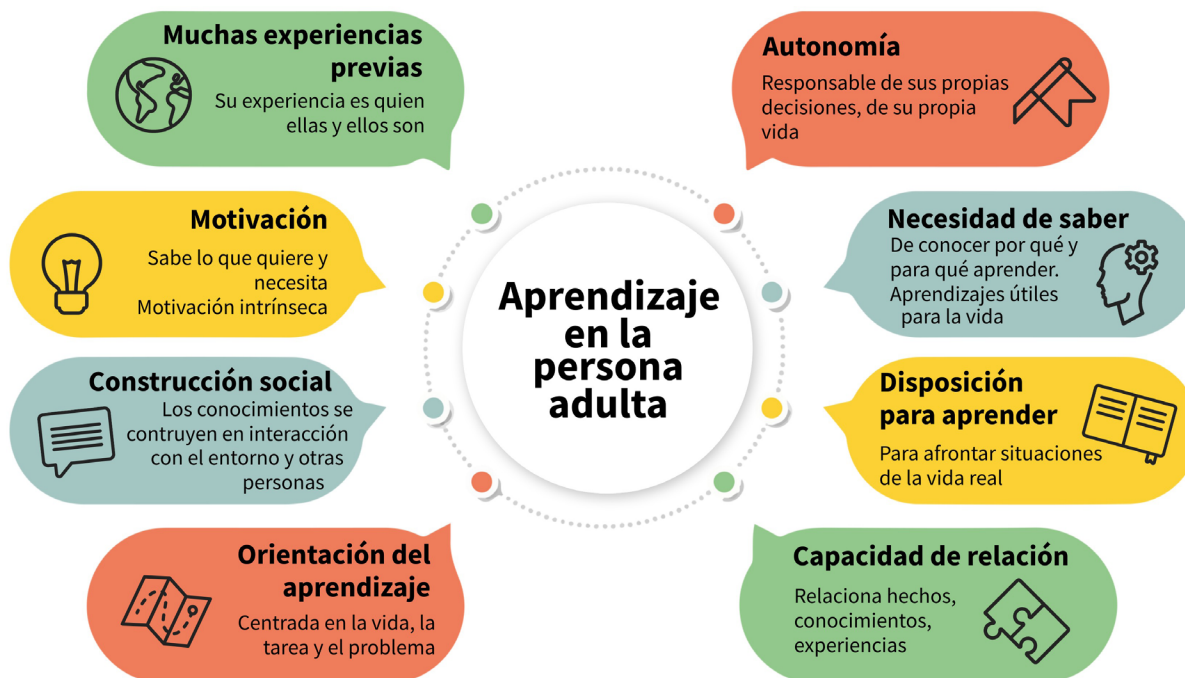 Muchas experiencias
previas
Su experiencia es quien
ellas y ellos son
Autonomía
Responsable de sus propias
decisiones, de su propia
vida
Motivación
Sabe lo que quiere y
necesita
Motivación intrínseca
Necesidad de saber
De conocer por qué y
para qué aprender.
Aprendizajes útiles
para la vida
Aprendizaje
en la
persona
adulta
Construcción social
Los conocimientos se
contruyen en interacción
con el entorno y otras
personas
Disposición
para aprender
Para afrontar situaciones
de la vida real
Orientación del
aprendizaje
Centrada en la vida, la
tarea y el problema
Capacidad de relación
Relaciona hechos,
conocimientos,
experiencias